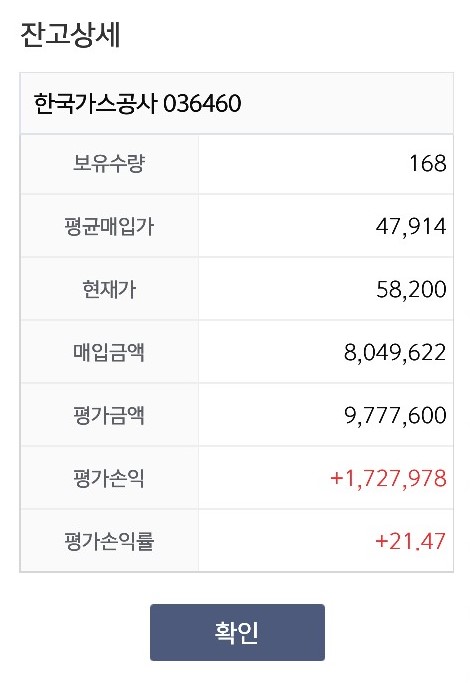 잔고상세
한국가스공사 036460
보유수량 168
평균매입가 47,914
현재가 58,200
매입금액 8,049,622
평가금액 9,777,600
평가손익 +1,727,978
평가손익률 +21.47
확인